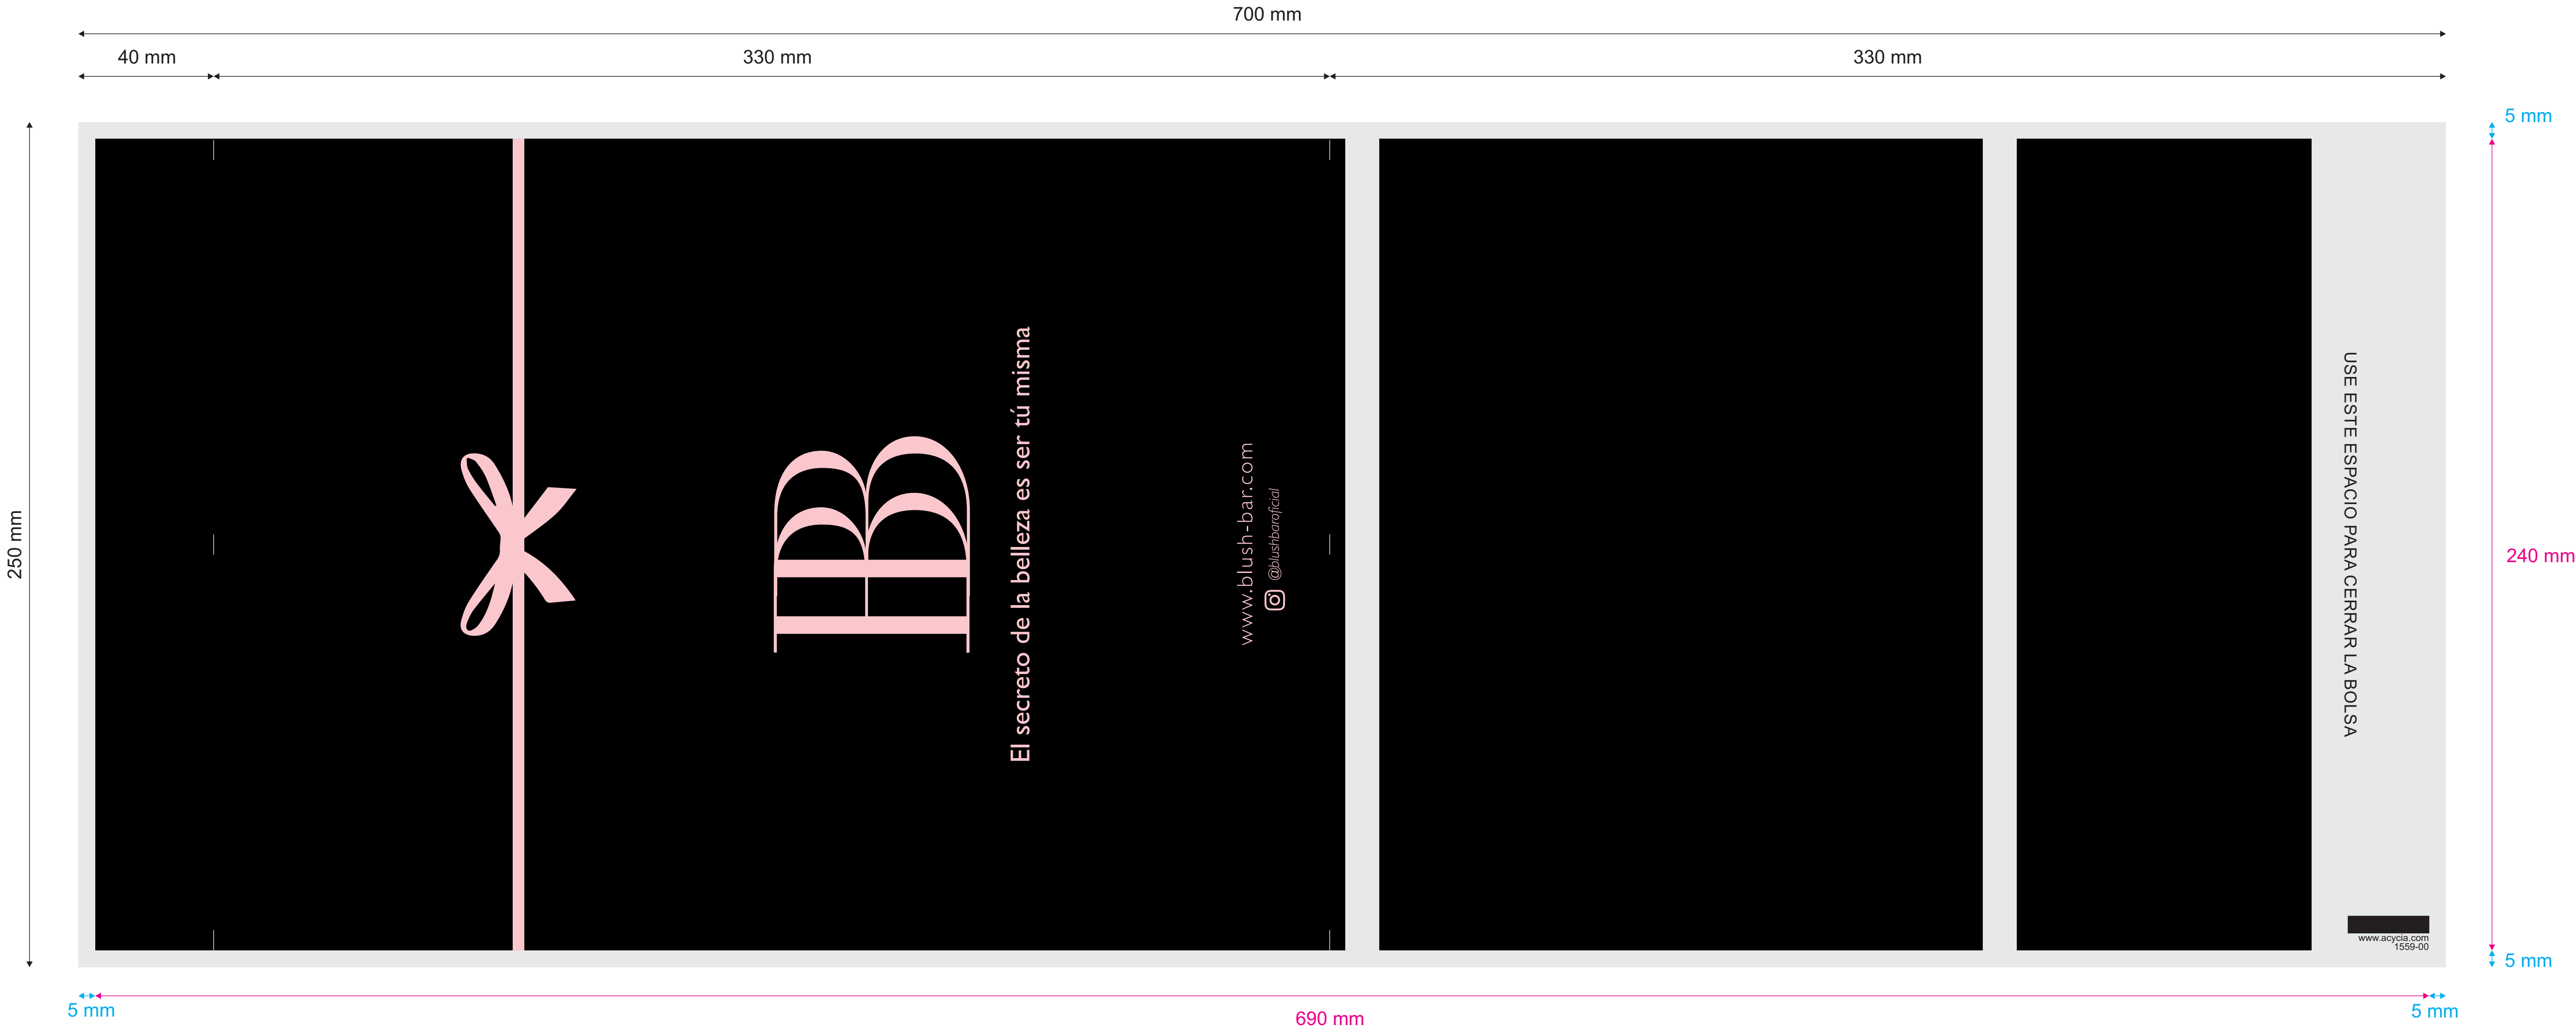 700 mm
40 mm
330 mm
330 mm
5 mm
250 mm
BB
El secreto de la belleza es ser tú misma
www.blush-bar.com
@blushbaroficial
USE ESTE ESPACIO PARA CERRAR LA BOLSA
240 mm
www.acycia.com
1559-00
5 mm
5 mm
690 mm
5 mm